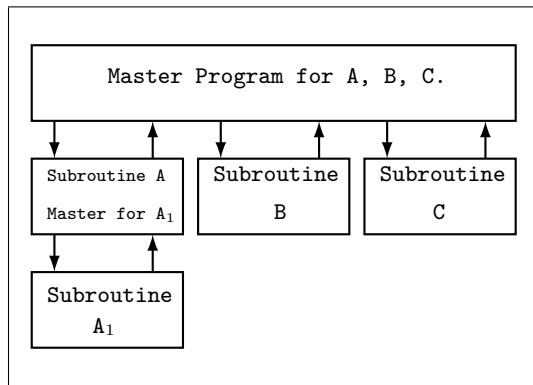 Master Program for A, B, C.
Subroutine A
Master for A₁
Subroutine
B
Subroutine
C
Subroutine
A₁